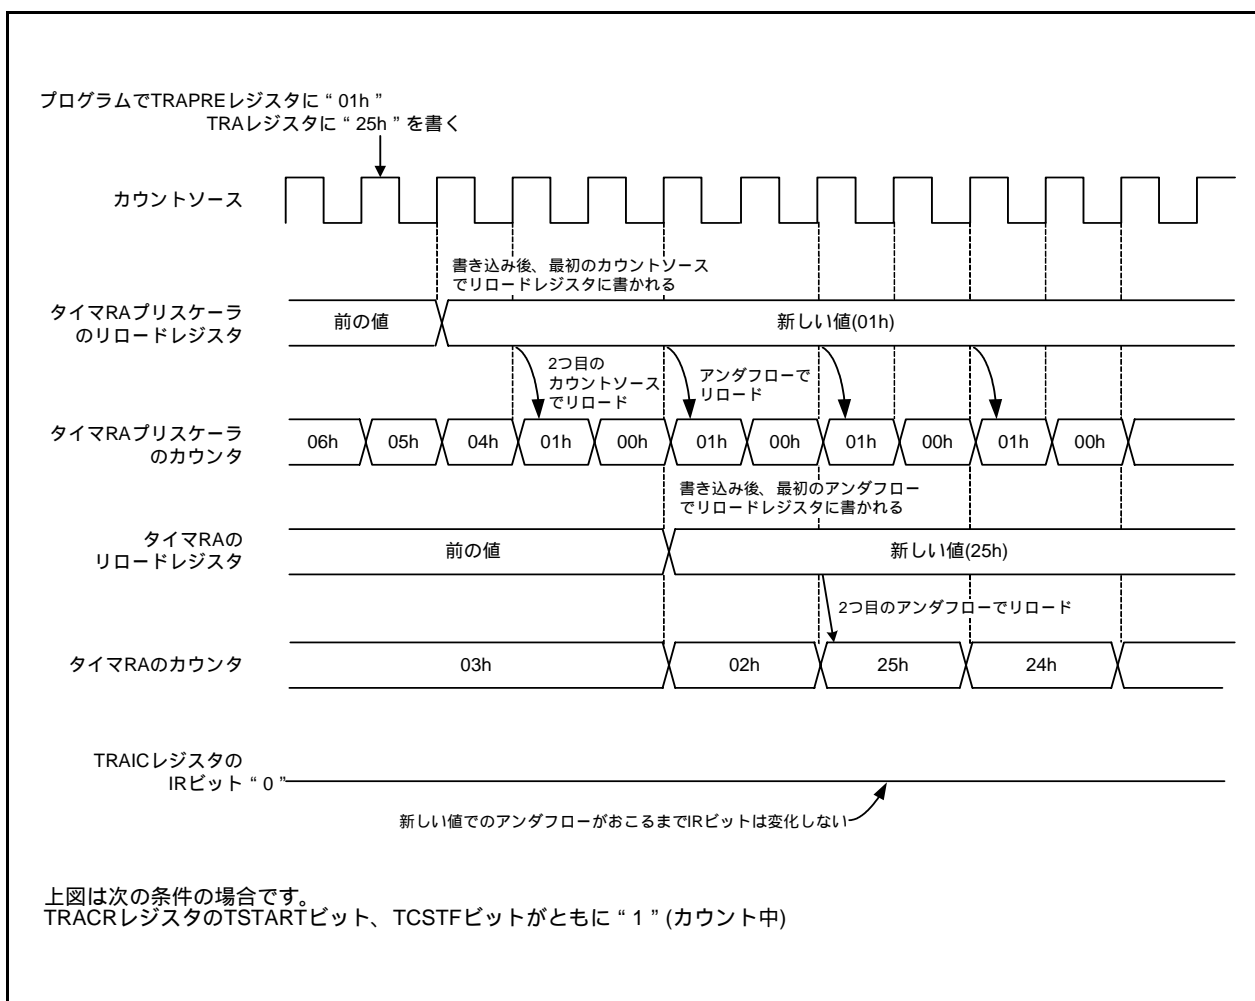 プログラムでTRAPREレジスタに“01h”
TRAレジスタに“25h”を書く
カウントソース
書き込み後、最初のカウントソース
でリロードレジスタに書かれる
タイマRAプリスケーラ
のリロードレジスタ
前の値
新しい値(01h)
2つ目の
カウントソース
でリロード
アンダフローで
リロード
タイマRAプリスケーラ
のカウンタ
06h
05h
04h
01h
00h
01h
00h
01h
00h
01h
00h
書き込み後、最初のアンダフロー
でリロードレジスタに書かれる
タイマRAの
リロードレジスタ
前の値
新しい値(25h)
2つ目のアンダフローでリロード
タイマRAのカウンタ
03h
02h
25h
24h
TRAICレジスタの
IRビット“0”
新しい値でのアンダフローがおこるまでIRビットは変化しない
上図は次の条件の場合です。
TRACRレジスタのTSTARTビット、TCSTFビットがともに“1”(カウント中)